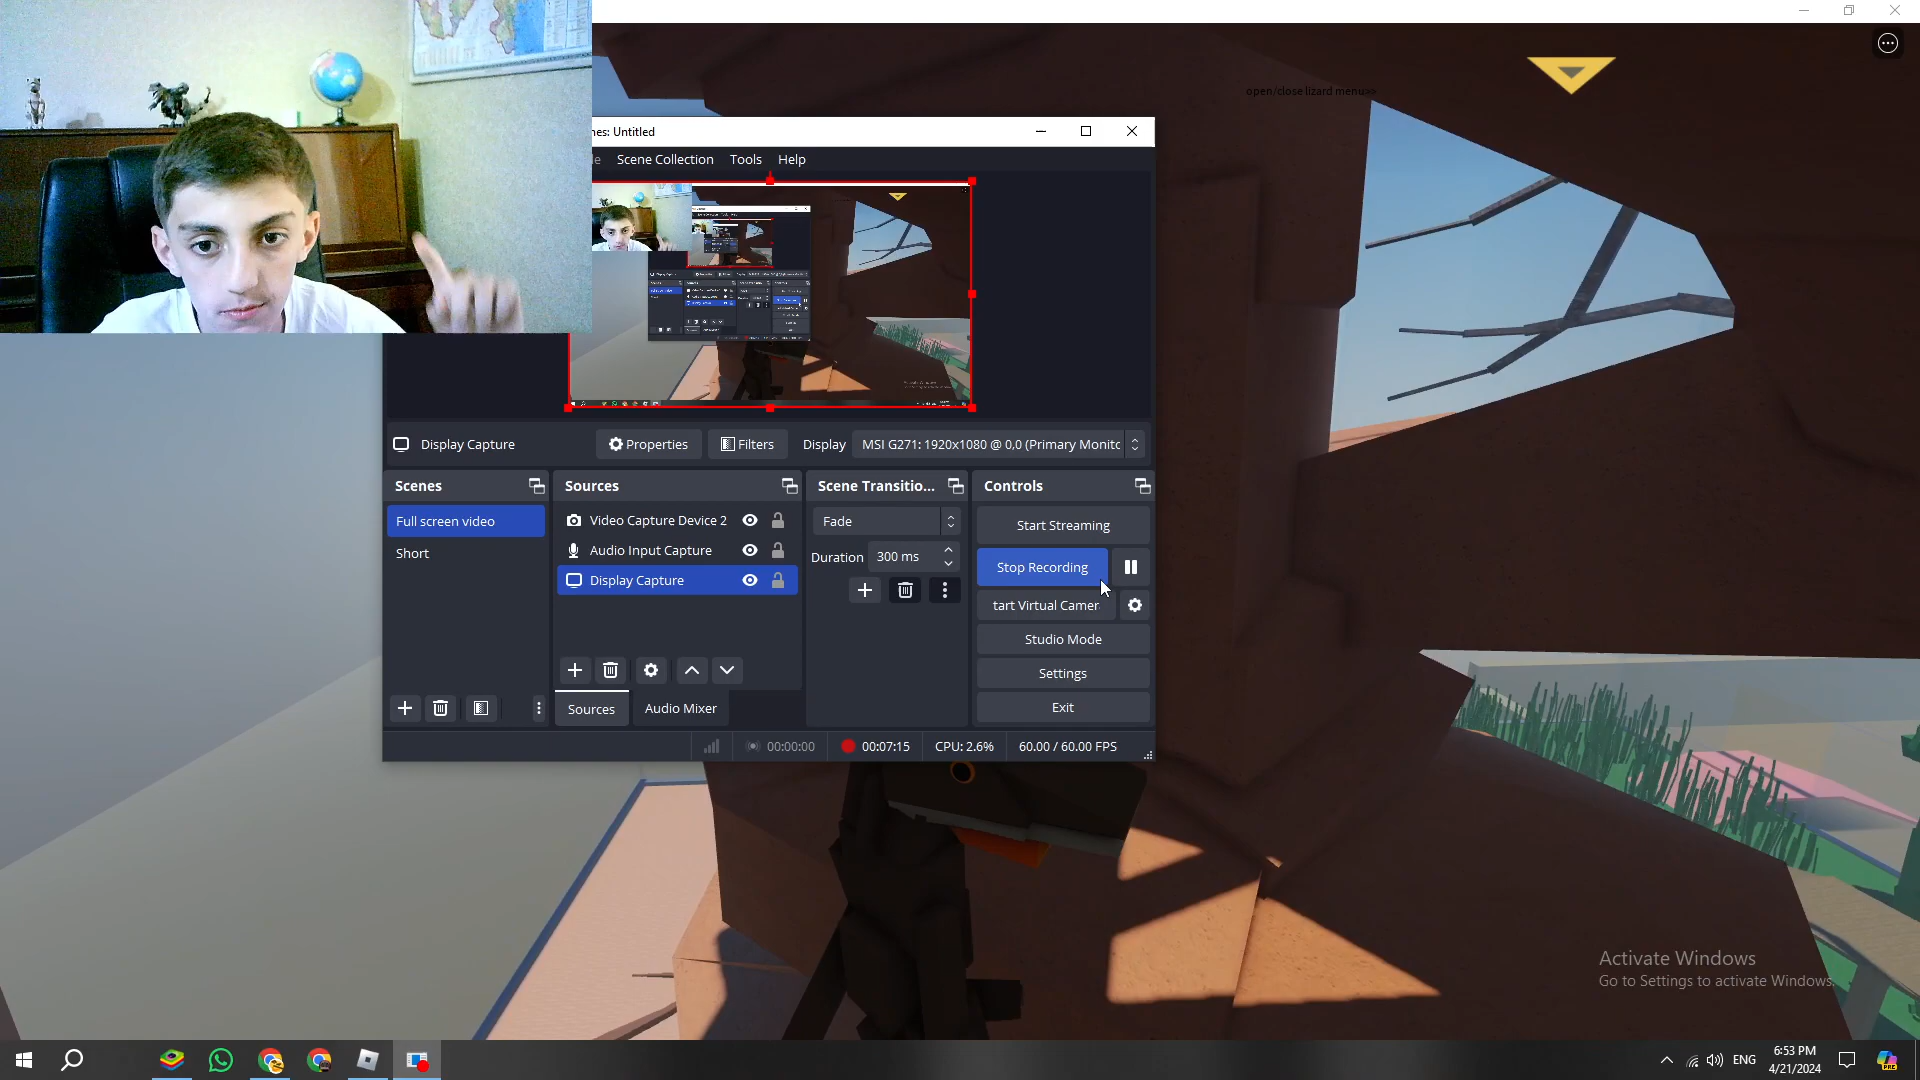 open/close lizard menu>>
nes: Untitled
Scene Collection
Tools
Help
Display Capture
Properties
Filters
Display
MSI G271: 1920x1080 @ 0,0 (Primary Monitc
Scenes
Full screen video
Short
Sources
Video Capture Device 2
Audio Input Capture
Display Capture
Sources
Audio Mixer
Scene Transitio...
Fade
Duration
300 ms
Controls
Start Streaming
Stop Recording
tart Virtual Camer
Studio Mode
Settings
Exit
00:00:00
00:07:15
CPU: 2.6%
60.00 / 60.00 FPS
Activate Windows
Go to Settings to activate Windows.
ENG
6:53 PM
4/21/2024